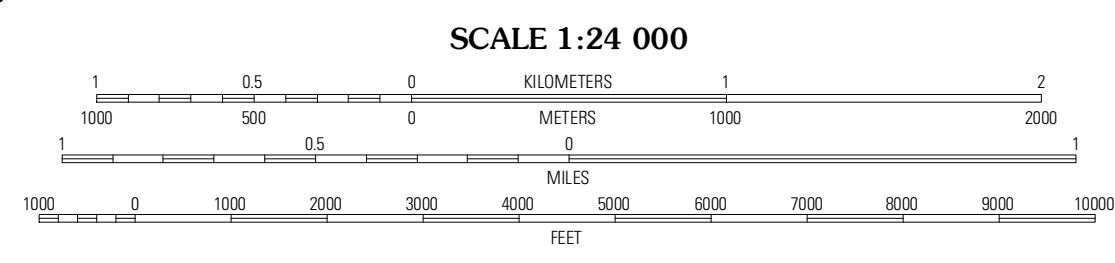 SCALE 1:24 000
1 0.5 0 KILOMETERS 1 2
1000 500 0 METERS 1000 2000
1 0.5 0 1
MILES
1000 0 1000 2000 3000 4000 5000 6000 7000 8000 9000 10000
FEET